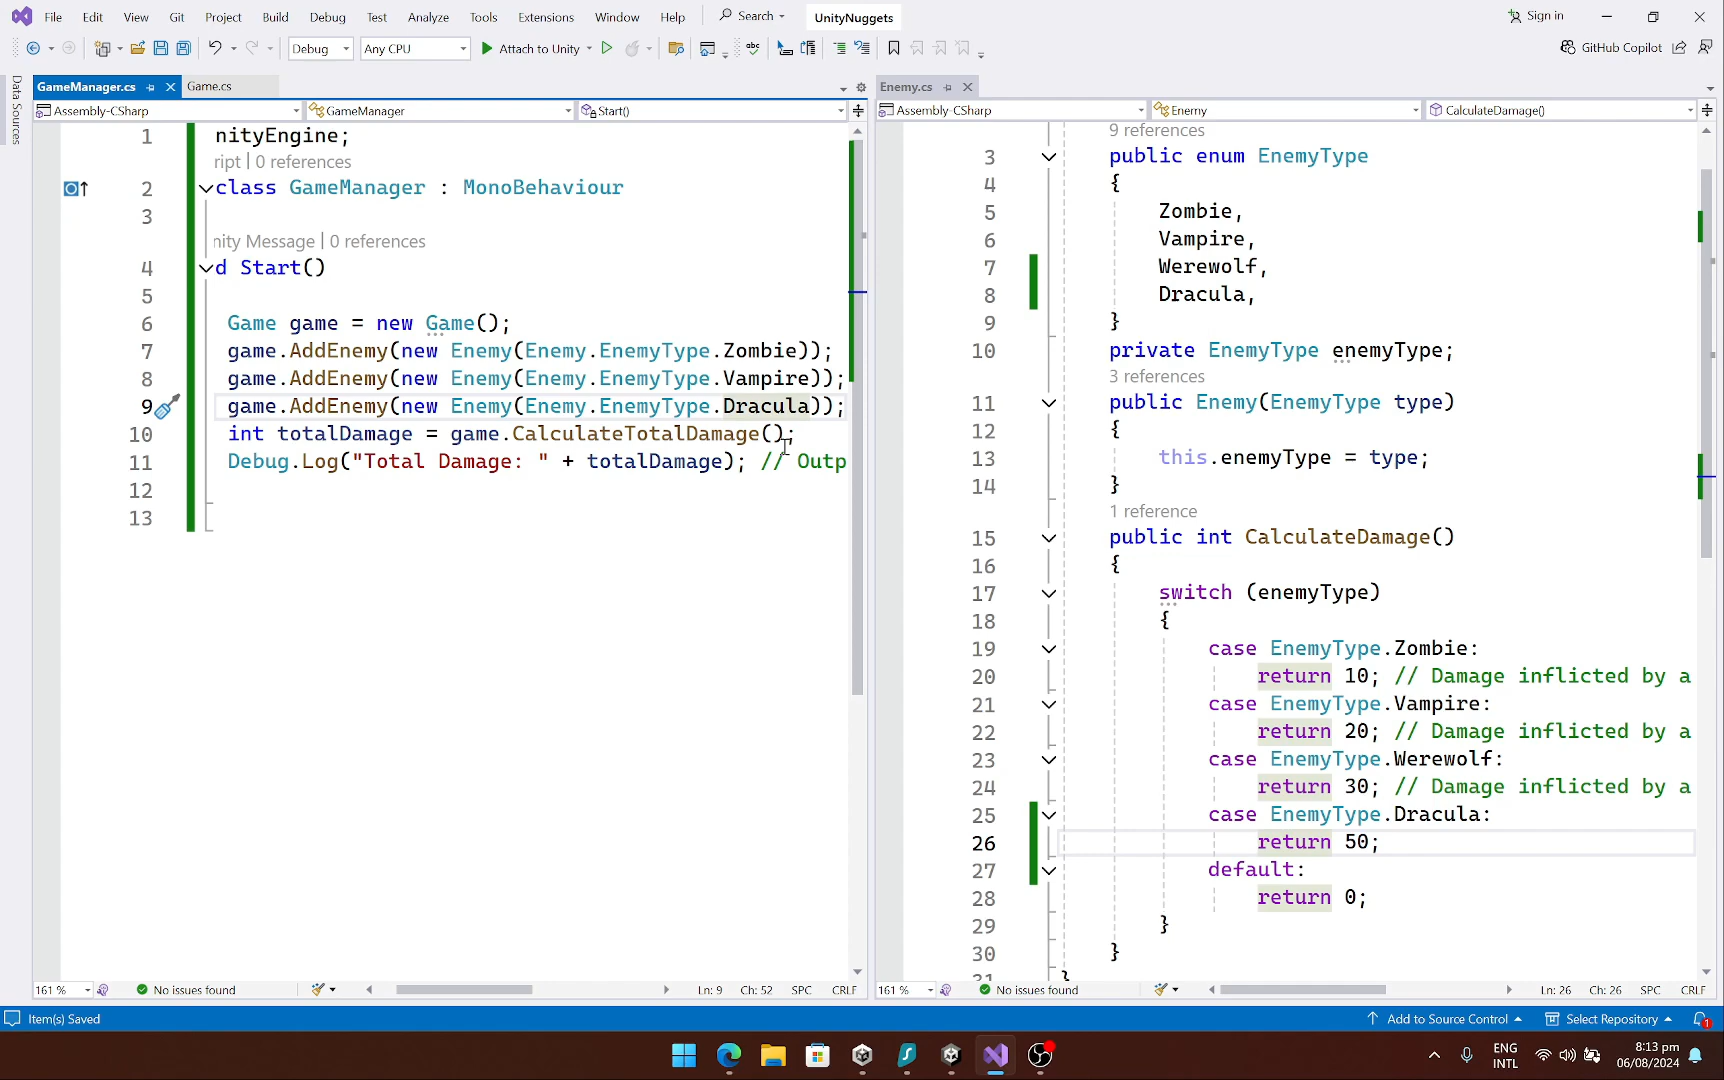 File Edit View Git Project Build Debug Test Analyze Tools Extensions Window Help Search UnityNuggets Sign in
Debug Any CPU Attach to Unity abc GitHub Copilot
Data Sources
GameManager.cs Game.cs
Assembly-CSharp GameManager Start()
1 nityEngine;
ript | 0 references
2 class GameManager : MonoBehaviour
3
nity Message | 0 references
4 d Start()
5
6 Game game = new Game();
7 game.AddEnemy(new Enemy(Enemy.EnemyType.Zombie));
8 game.AddEnemy(new Enemy(Enemy.EnemyType.Vampire));
9 game.AddEnemy(new Enemy(Enemy.EnemyType.Dracula));
10 int totalDamage = game.CalculateTotalDamage();
11 Debug.Log("Total Damage: " + totalDamage); // Outp
12
13
161 % No issues found Ln: 9 Ch: 52 SPC CRLF
Enemy.cs
Assembly-CSharp Enemy CalculateDamage()
9 references
3 public enum EnemyType
4 {
5 Zombie,
6 Vampire,
7 Werewolf,
8 Dracula,
9 }
10 private EnemyType enemyType;
3 references
11 public Enemy(EnemyType type)
12 {
13 this.enemyType = type;
14 }
1 reference
15 public int CalculateDamage()
16 {
17 switch (enemyType)
18 {
19 case EnemyType.Zombie:
20 return 10; // Damage inflicted by a
21 case EnemyType.Vampire:
22 return 20; // Damage inflicted by a
23 case EnemyType.Werewolf:
24 return 30; // Damage inflicted by a
25 case EnemyType.Dracula:
26 return 50;
27 default:
28 return 0;
29 }
30 }
31 }
161 % No issues found Ln: 26 Ch: 26 SPC CRLF
Item(s) Saved Add to Source Control Select Repository 1
ENG INTL 8:13 pm
06/08/2024